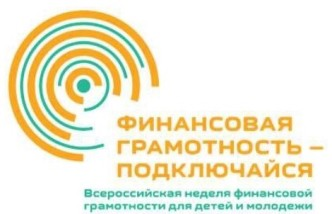 ФИНАНСОВАЯ
ГРАМОТНОСТЬ –
ПОДКЛЮЧАЙСЯ
Всероссийская неделя финансовой
грамотности для детей и молодежи